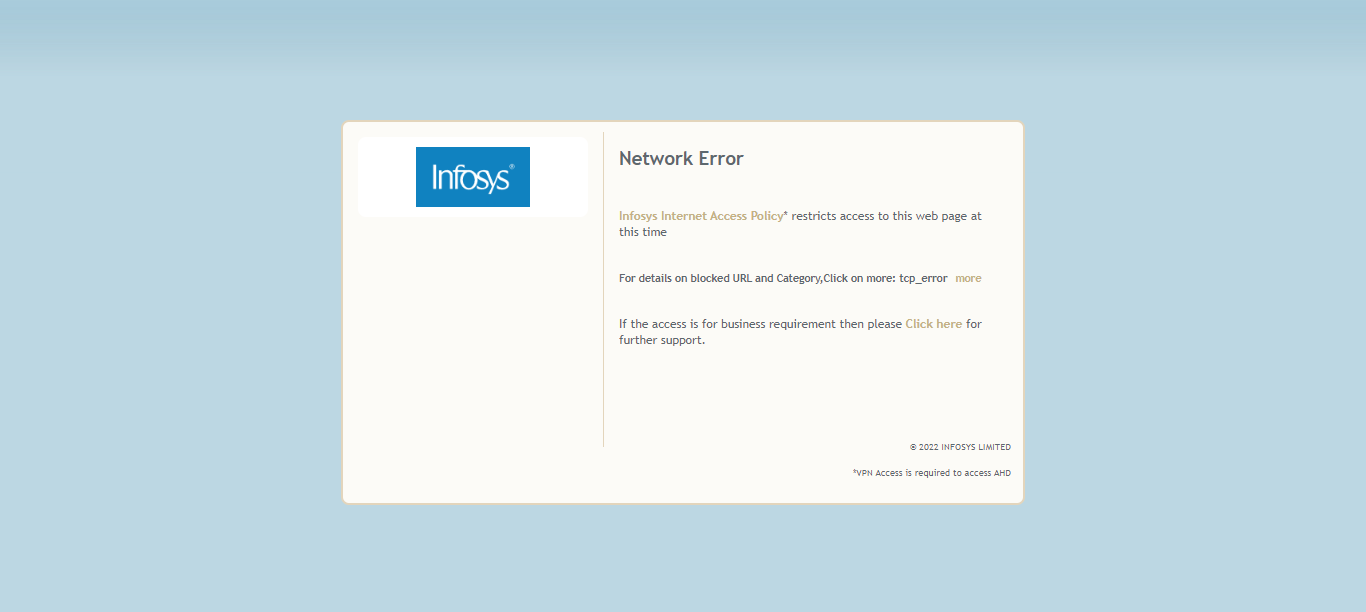 Infosys®
Network Error
Infosys Internet Access Policy* restricts access to this web page at
this time
For details on blocked URL and Category,Click on more: tcp_error more
If the access is for business requirement then please Click here for
further support.
© 2022 INFOSYS LIMITED
*VPN Access is required to access AHD